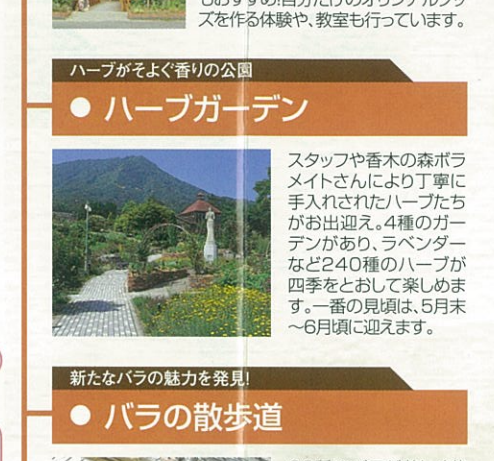 ズを作る体験や、教室も行っています。
ハーブがそよぐ香りの公園
● ハーブガーデン
スタッフや香木の森ボラ
メイトさんにより丁寧に
手入れされたハーブたち
がお出迎え。4種のガー
デンがあり、ラベンダー
など240種のハーブが
四季をとおして楽しめま
す。一番の見頃は、5月末
～6月頃に迎えます。
新たなバラの魅力を発見!
● バラの散歩道